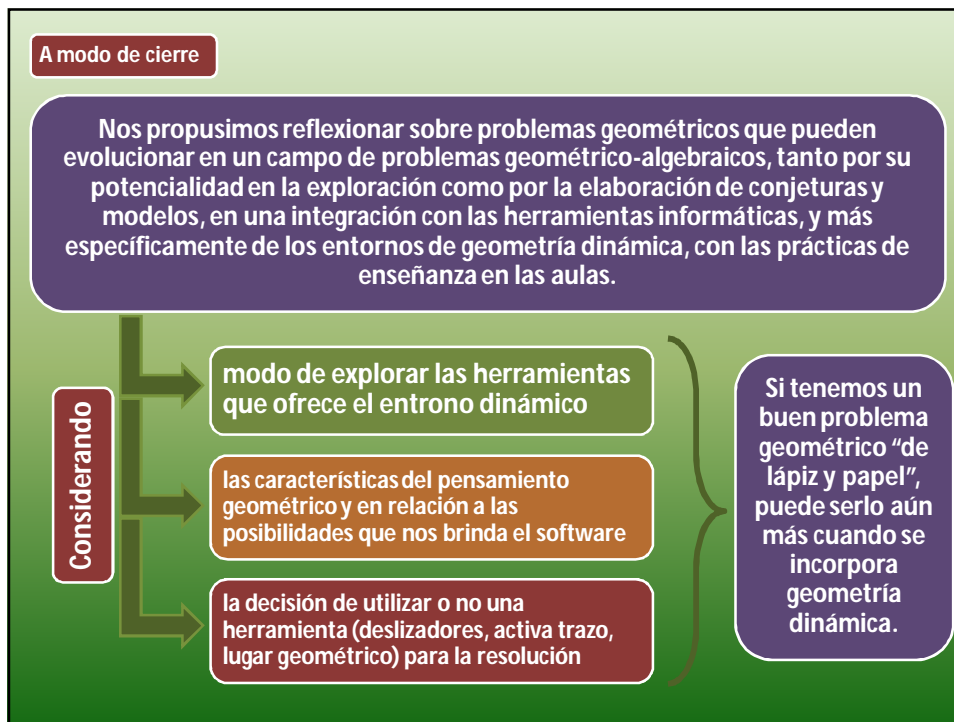 A modo de cierre
Nos propusimos reflexionar sobre problemas geométricos que pueden
evolucionar en un campo de problemas geométrico-algebraicos, tanto por su
potencialidad en la exploración como por la elaboración de conjeturas y
modelos, en una integración con las herramientas informáticas, y más
específicamente de los entornos de geometría dinámica, con las prácticas de
enseñanza en las aulas.
Considerando
modo de explorar las herramientas
que ofrece el entrono dinámico
las características del pensamiento
geométrico y en relación a las
posibilidades que nos brinda el software
la decisión de utilizar o no una
herramienta (deslizadores, activa trazo,
lugar geométrico) para la resolución
Si tenemos un
buen problema
geométrico “de
lápiz y papel”,
puede serlo aún
más cuando se
incorpora
geometría
dinámica.